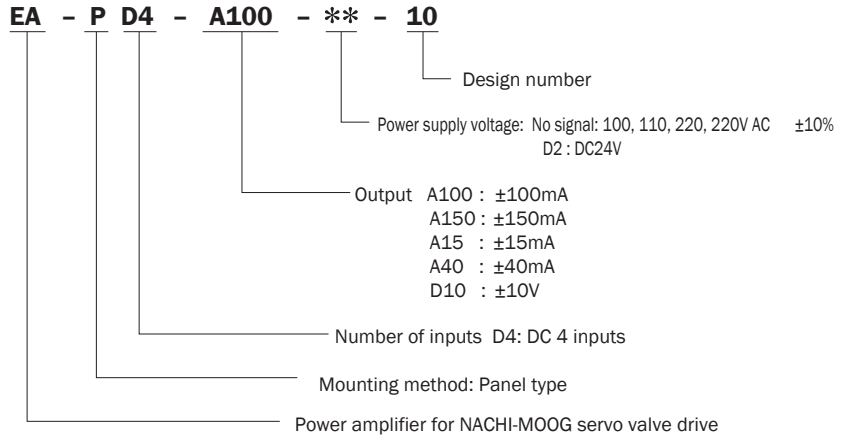 EA – P D4 – A100 – ** – 10
Design number
Power supply voltage: No signal: 100, 110, 220, 220V AC ±10%
D2 : DC24V
Output A100 : ±100mA
A150 : ±150mA
A15 : ±15mA
A40 : ±40mA
D10 : ±10V
Number of inputs D4: DC 4 inputs
Mounting method: Panel type
Power amplifier for NACHI-MOOG servo valve drive